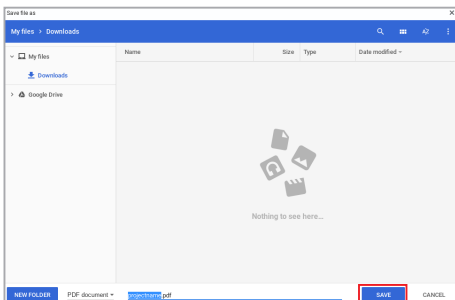 Save file as
My files > Downloads
My files
Downloads
Google Drive
Name Size Type Date modified
Nothing to see here...
NEW FOLDER PDF document projectname.pdf SAVE CANCEL